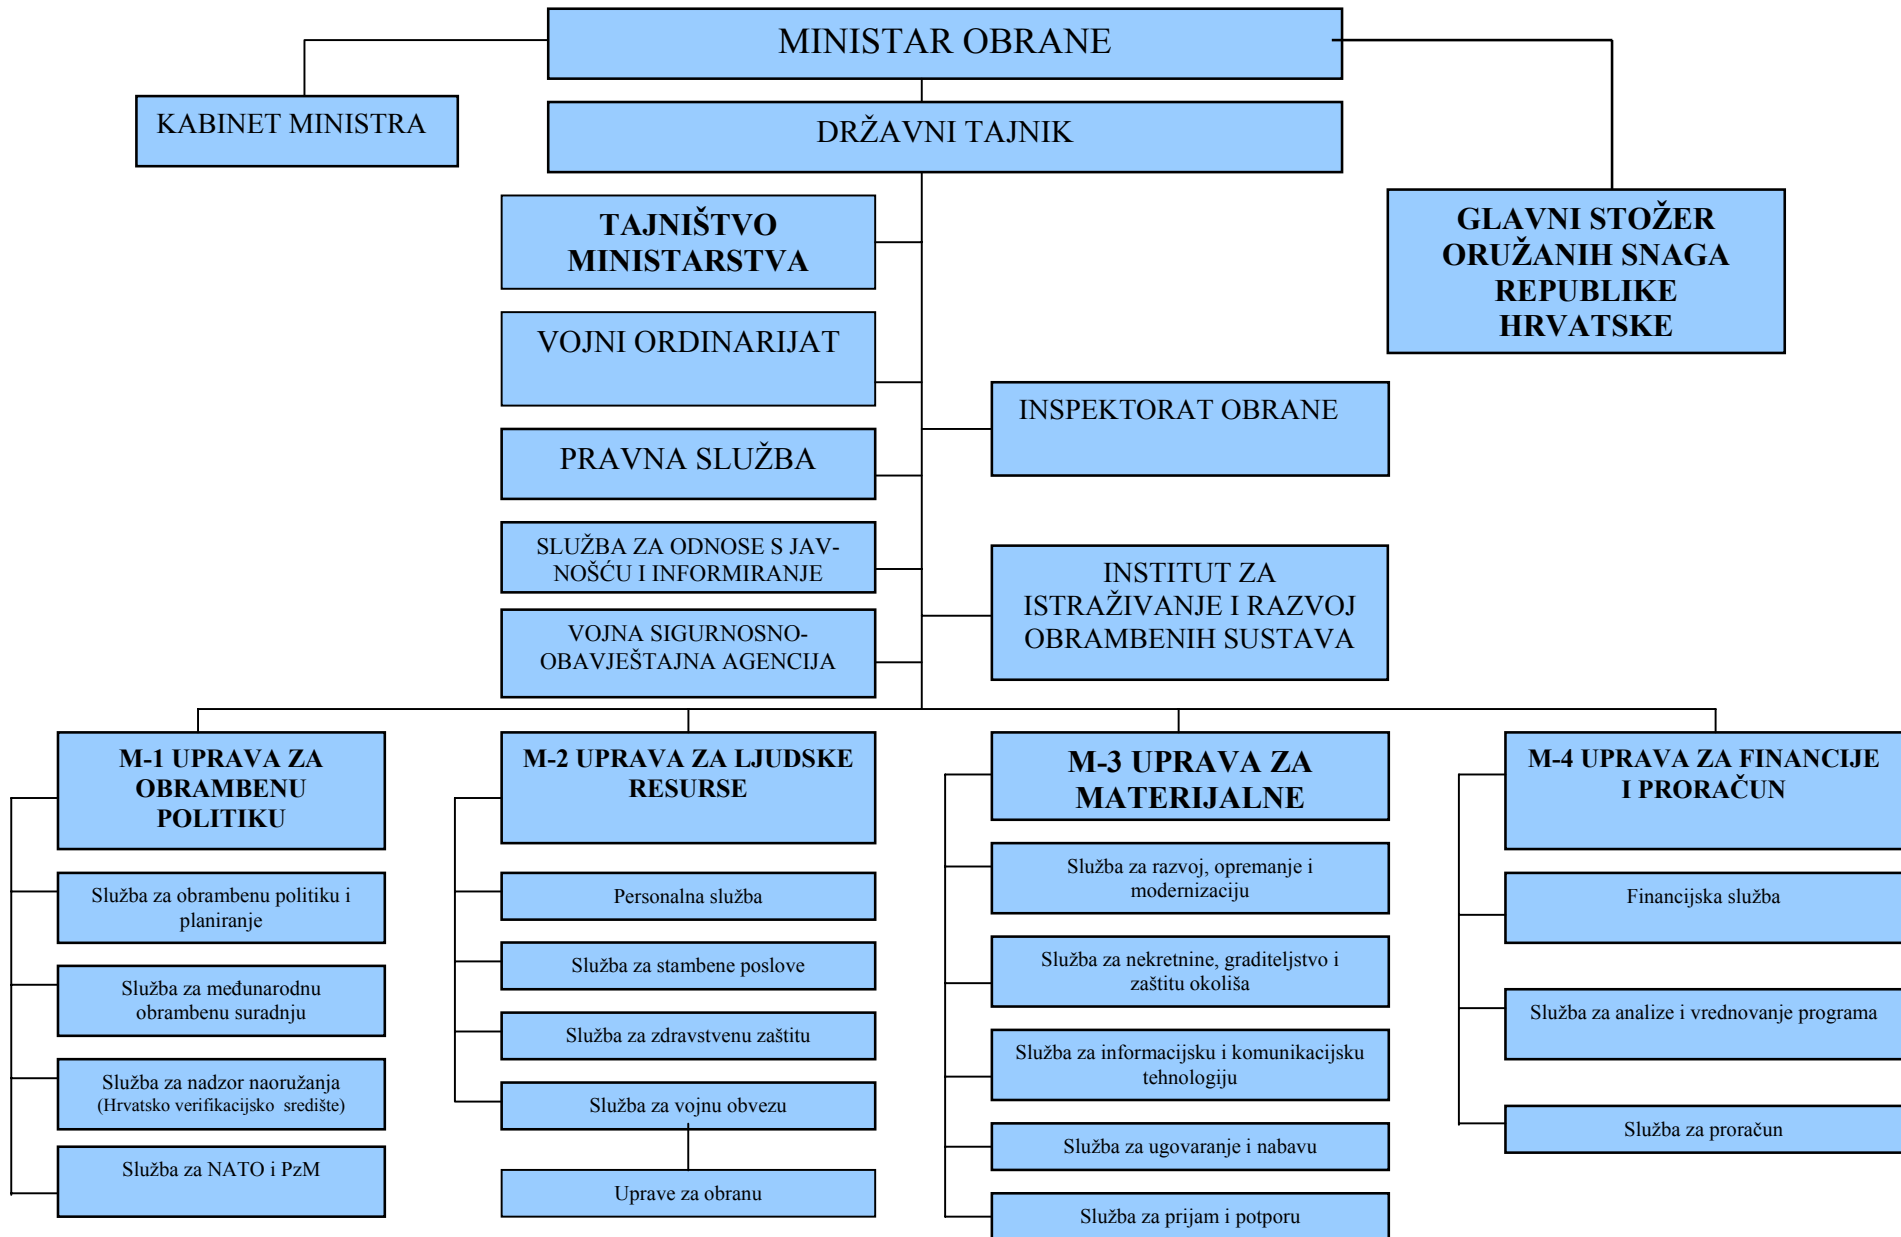 MINISTAR OBRANE
KABINET MINISTRA
DRŽAVNI TAJNIK
TAJNIŠTVO
MINISTARSTVA
GLAVNI STOŽER
ORUŽANIH SNAGA
REPUBLIKE
HRVATSKE
VOJNI ORDINARIJAT
INSPEKTORAT OBRANE
PRAVNA SLUŽBA
SLUŽBA ZA ODNOSE S JAV-
NOŠĆU I INFORMIRANJE
INSTITUT ZA
ISTRAŽIVANJE I RAZVOJ
OBRAMBENIH SUSTAVA
VOJNA SIGURNOSNO-
OBAVJEŠTAJNA AGENCIJA
M-1 UPRAVA ZA
OBRAMBENU
POLITIKU
Služba za obrambenu politiku i
planiranje
Služba za međunarodnu
obrambenu suradnju
Služba za nadzor naoružanja
(Hrvatsko verifikacijsko  središte)
Služba za NATO i PzM
M-2 UPRAVA ZA LJUDSKE
RESURSE
Personalna služba
Služba za stambene poslove
Služba za zdravstvenu zaštitu
Služba za vojnu obvezu
Uprave za obranu
M-3 UPRAVA ZA
MATERIJALNE
Služba za razvoj, opremanje i
modernizaciju
Služba za nekretnine, graditeljstvo i
zaštitu okoliša
Služba za informacijsku i komunikacijsku
tehnologiju
Služba za ugovaranje i nabavu
Služba za prijam i potporu
M-4 UPRAVA ZA FINANCIJE
I PRORAČUN
Financijska služba
Služba za analize i vrednovanje programa
Služba za proračun